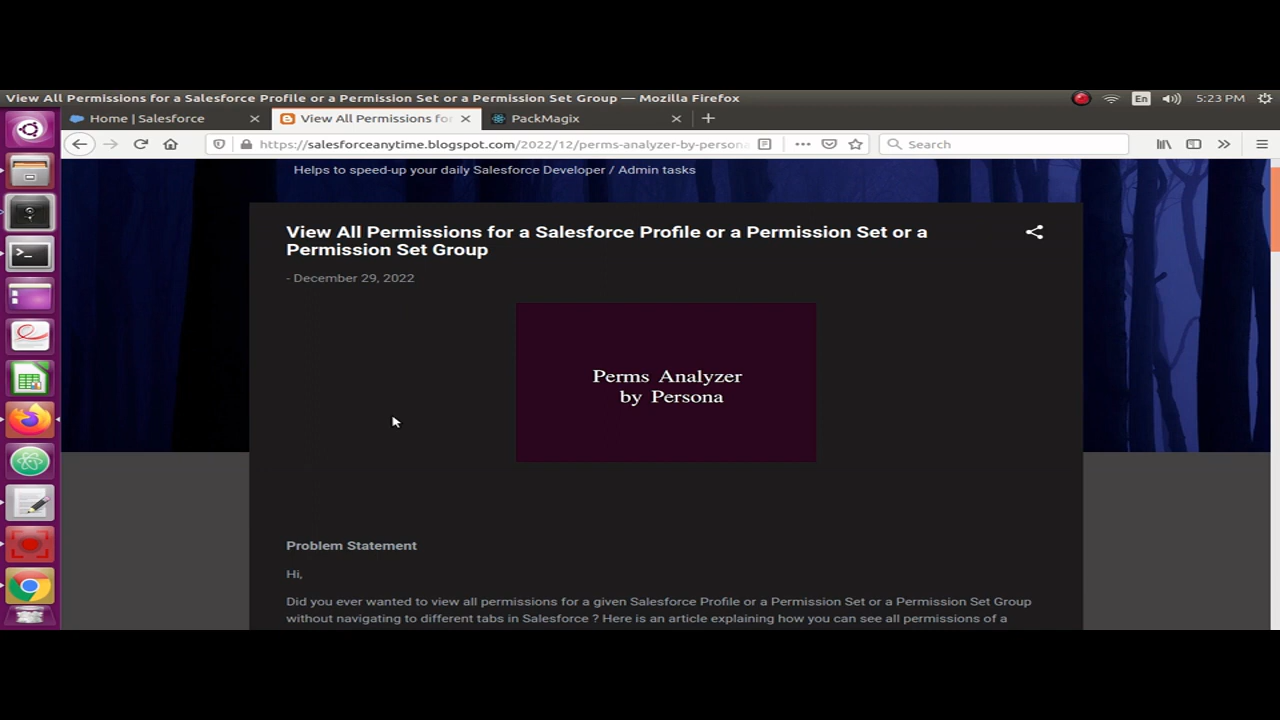 View All Permissions for a Salesforce Profile or a Permission Set or a Permission Set Group — Mozilla Firefox
En
5:23 PM
Home | Salesforce
View All Permissions fo
PackMagix
https://salesforceanytime.blogspot.com/2022/12/perms-analyzer-by-persona
Search
Helps to speed-up your daily Salesforce Developer / Admin tasks
View All Permissions for a Salesforce Profile or a Permission Set or a
Permission Set Group
- December 29, 2022
Perms Analyzer
by Persona
Problem Statement
Hi,
Did you ever wanted to view all permissions for a given Salesforce Profile or a Permission Set or a Permission Set Group
without navigating to different tabs in Salesforce ? Here is an article explaining how you can see all permissions of a